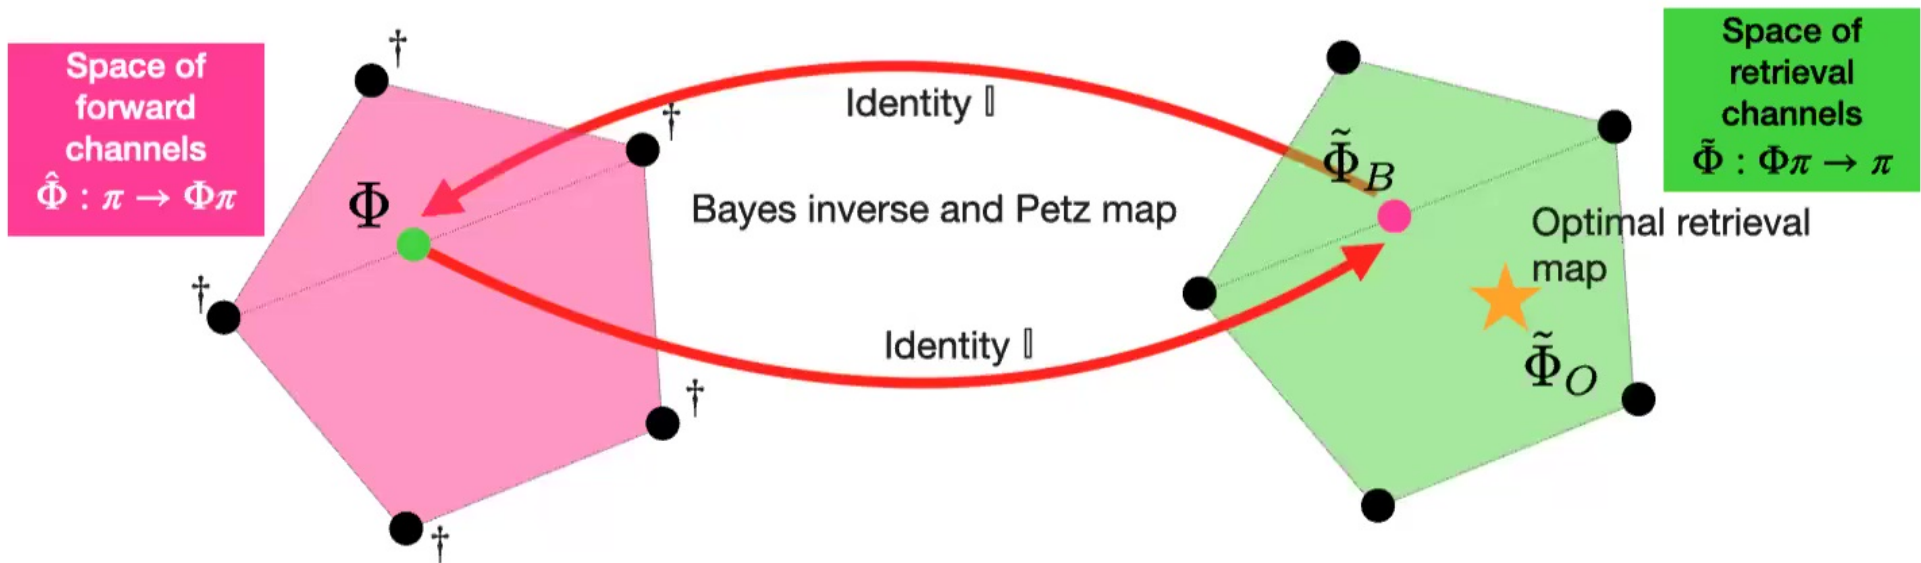 Space of
forward
channels
Φ̂ : π → Φπ
†
†
Φ
†
†
†
Identity 𝕀
Bayes inverse and Petz map
Identity 𝕀
Φ̃_B
Optimal retrieval
map
Φ̃_O
Space of
retrieval
channels
Φ̃ : Φπ → π